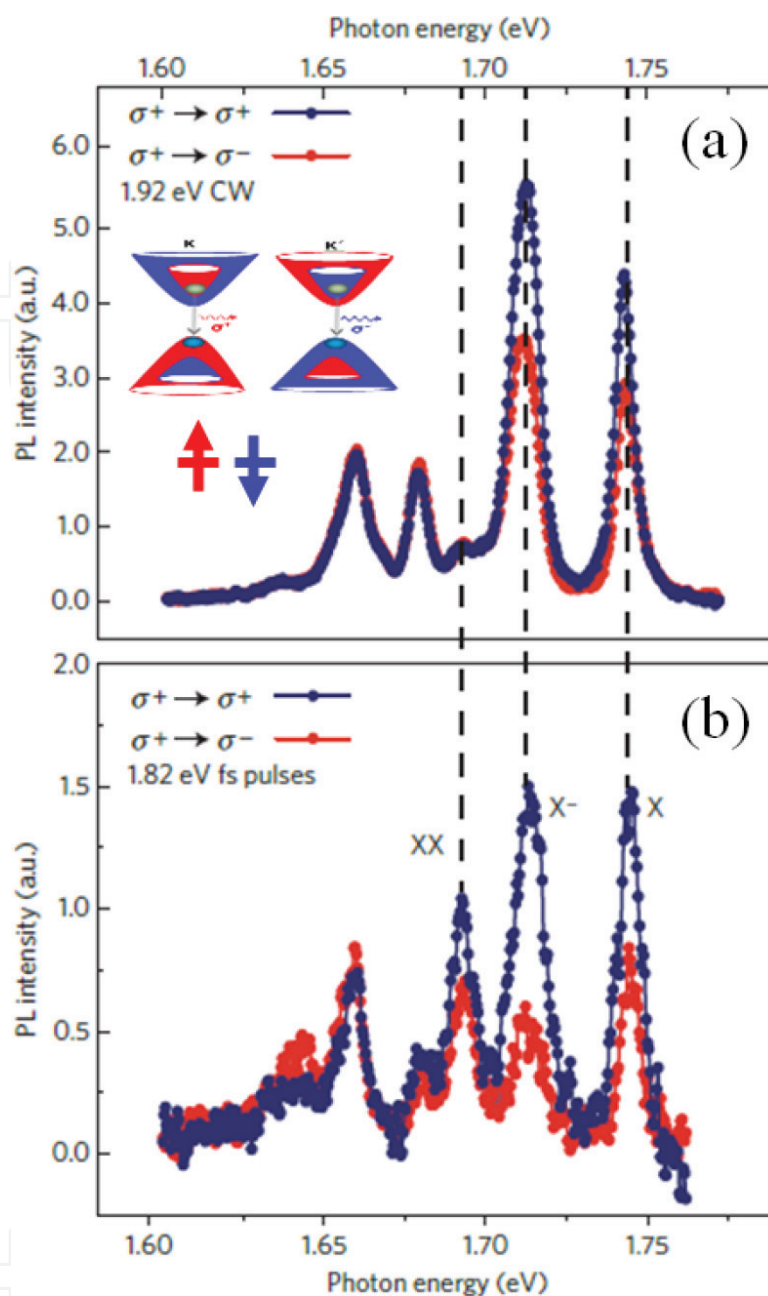 Photon energy (eV)
1.60 1.65 1.70 1.75
σ+ → σ+
(a)
σ+ → σ−
1.92 eV CW
6.0
5.0
4.0
3.0
2.0
1.0
0.0
PL intensity (a.u.)
K K′
σ+ σ−
2.0
1.5
1.0
0.5
0.0
PL intensity (a.u.)
σ+ → σ+
(b)
σ+ → σ−
1.82 eV fs pulses
XX X− X
1.60 1.65 1.70 1.75
Photon energy (eV)